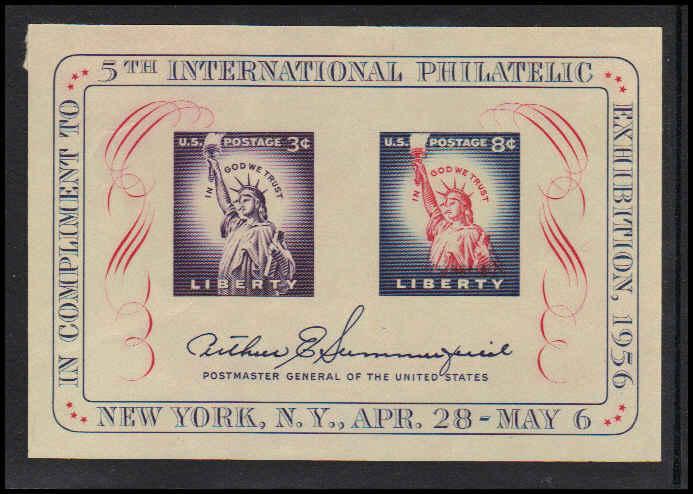 IN COMPLIMENT TO
5TH INTERNATIONAL PHILATELIC
EXHIBITION, 1956
U.S. POSTAGE 3¢
IN GOD WE TRUST
LIBERTY
U.S. POSTAGE 8¢
IN GOD WE TRUST
LIBERTY
Arthur E Summerfield
POSTMASTER GENERAL OF THE UNITED STATES
NEW YORK, N.Y., APR. 28-MAY 6